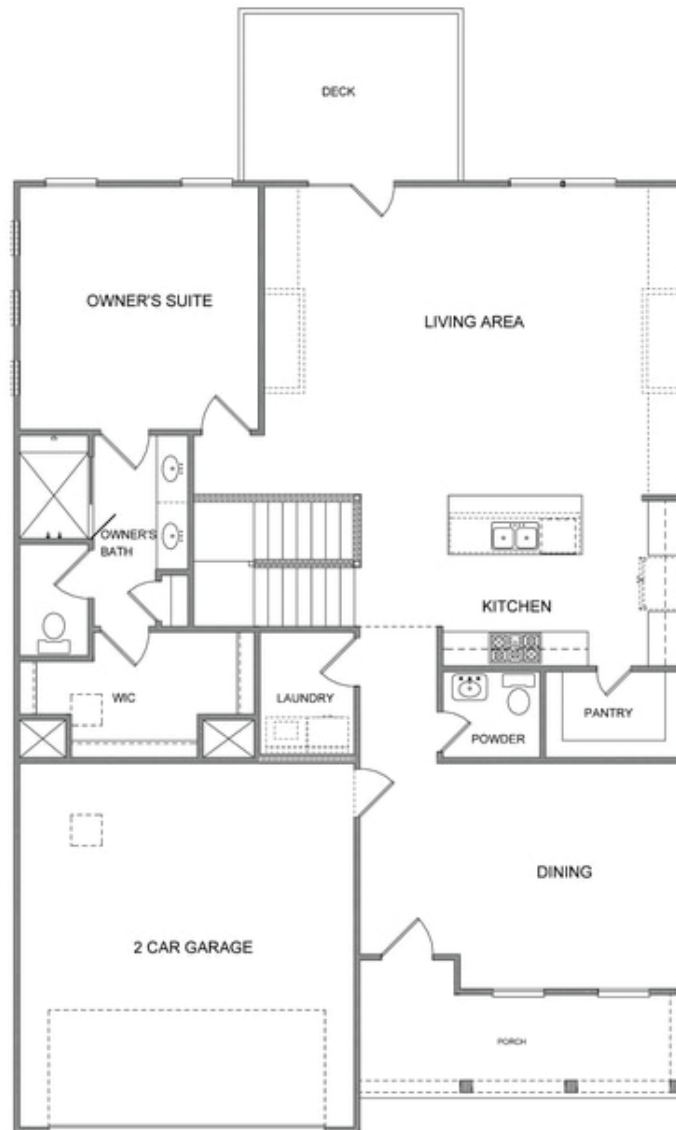 DECK
OWNER'S SUITE
LIVING AREA
OWNER'S
BATH
KITCHEN
WIC
LAUNDRY
POWDER
PANTRY
DINING
2 CAR GARAGE
PORCH